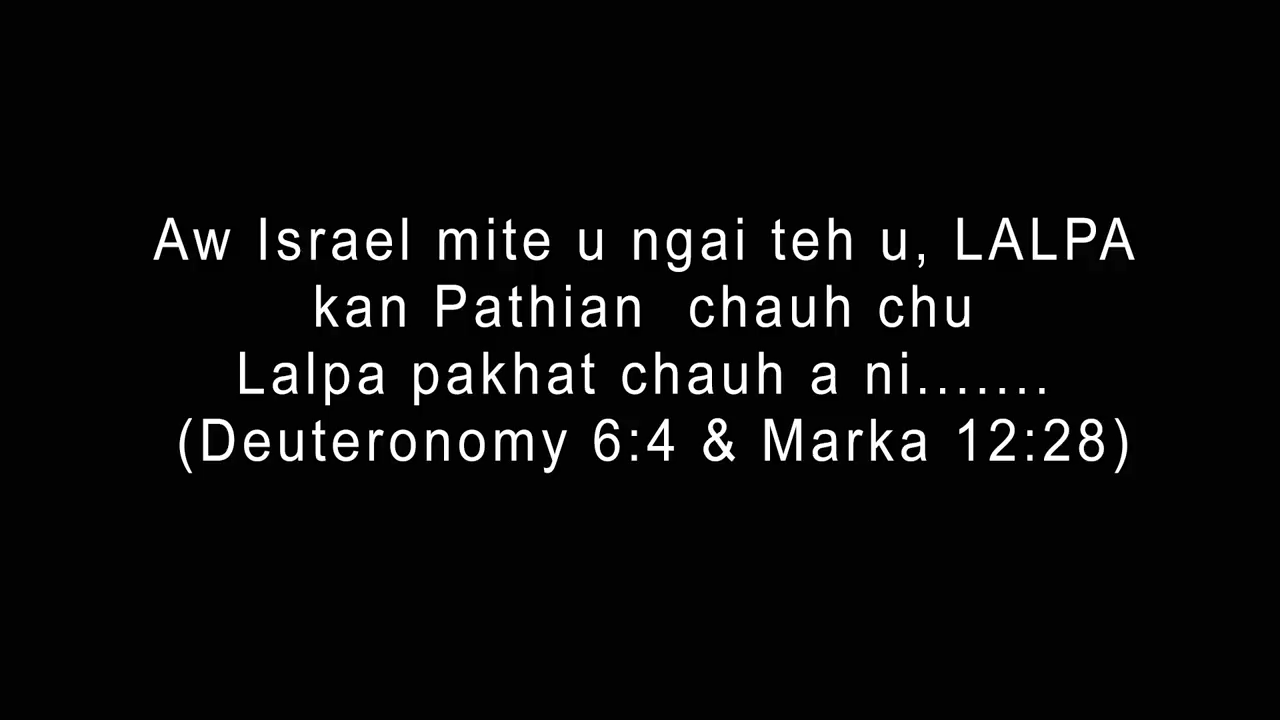 Aw Israel mite u ngai teh u, LALPA
kan Pathian  chauh chu
Lalpa pakhat chauh a ni.......
(Deuteronomy 6:4 & Marka 12:28)